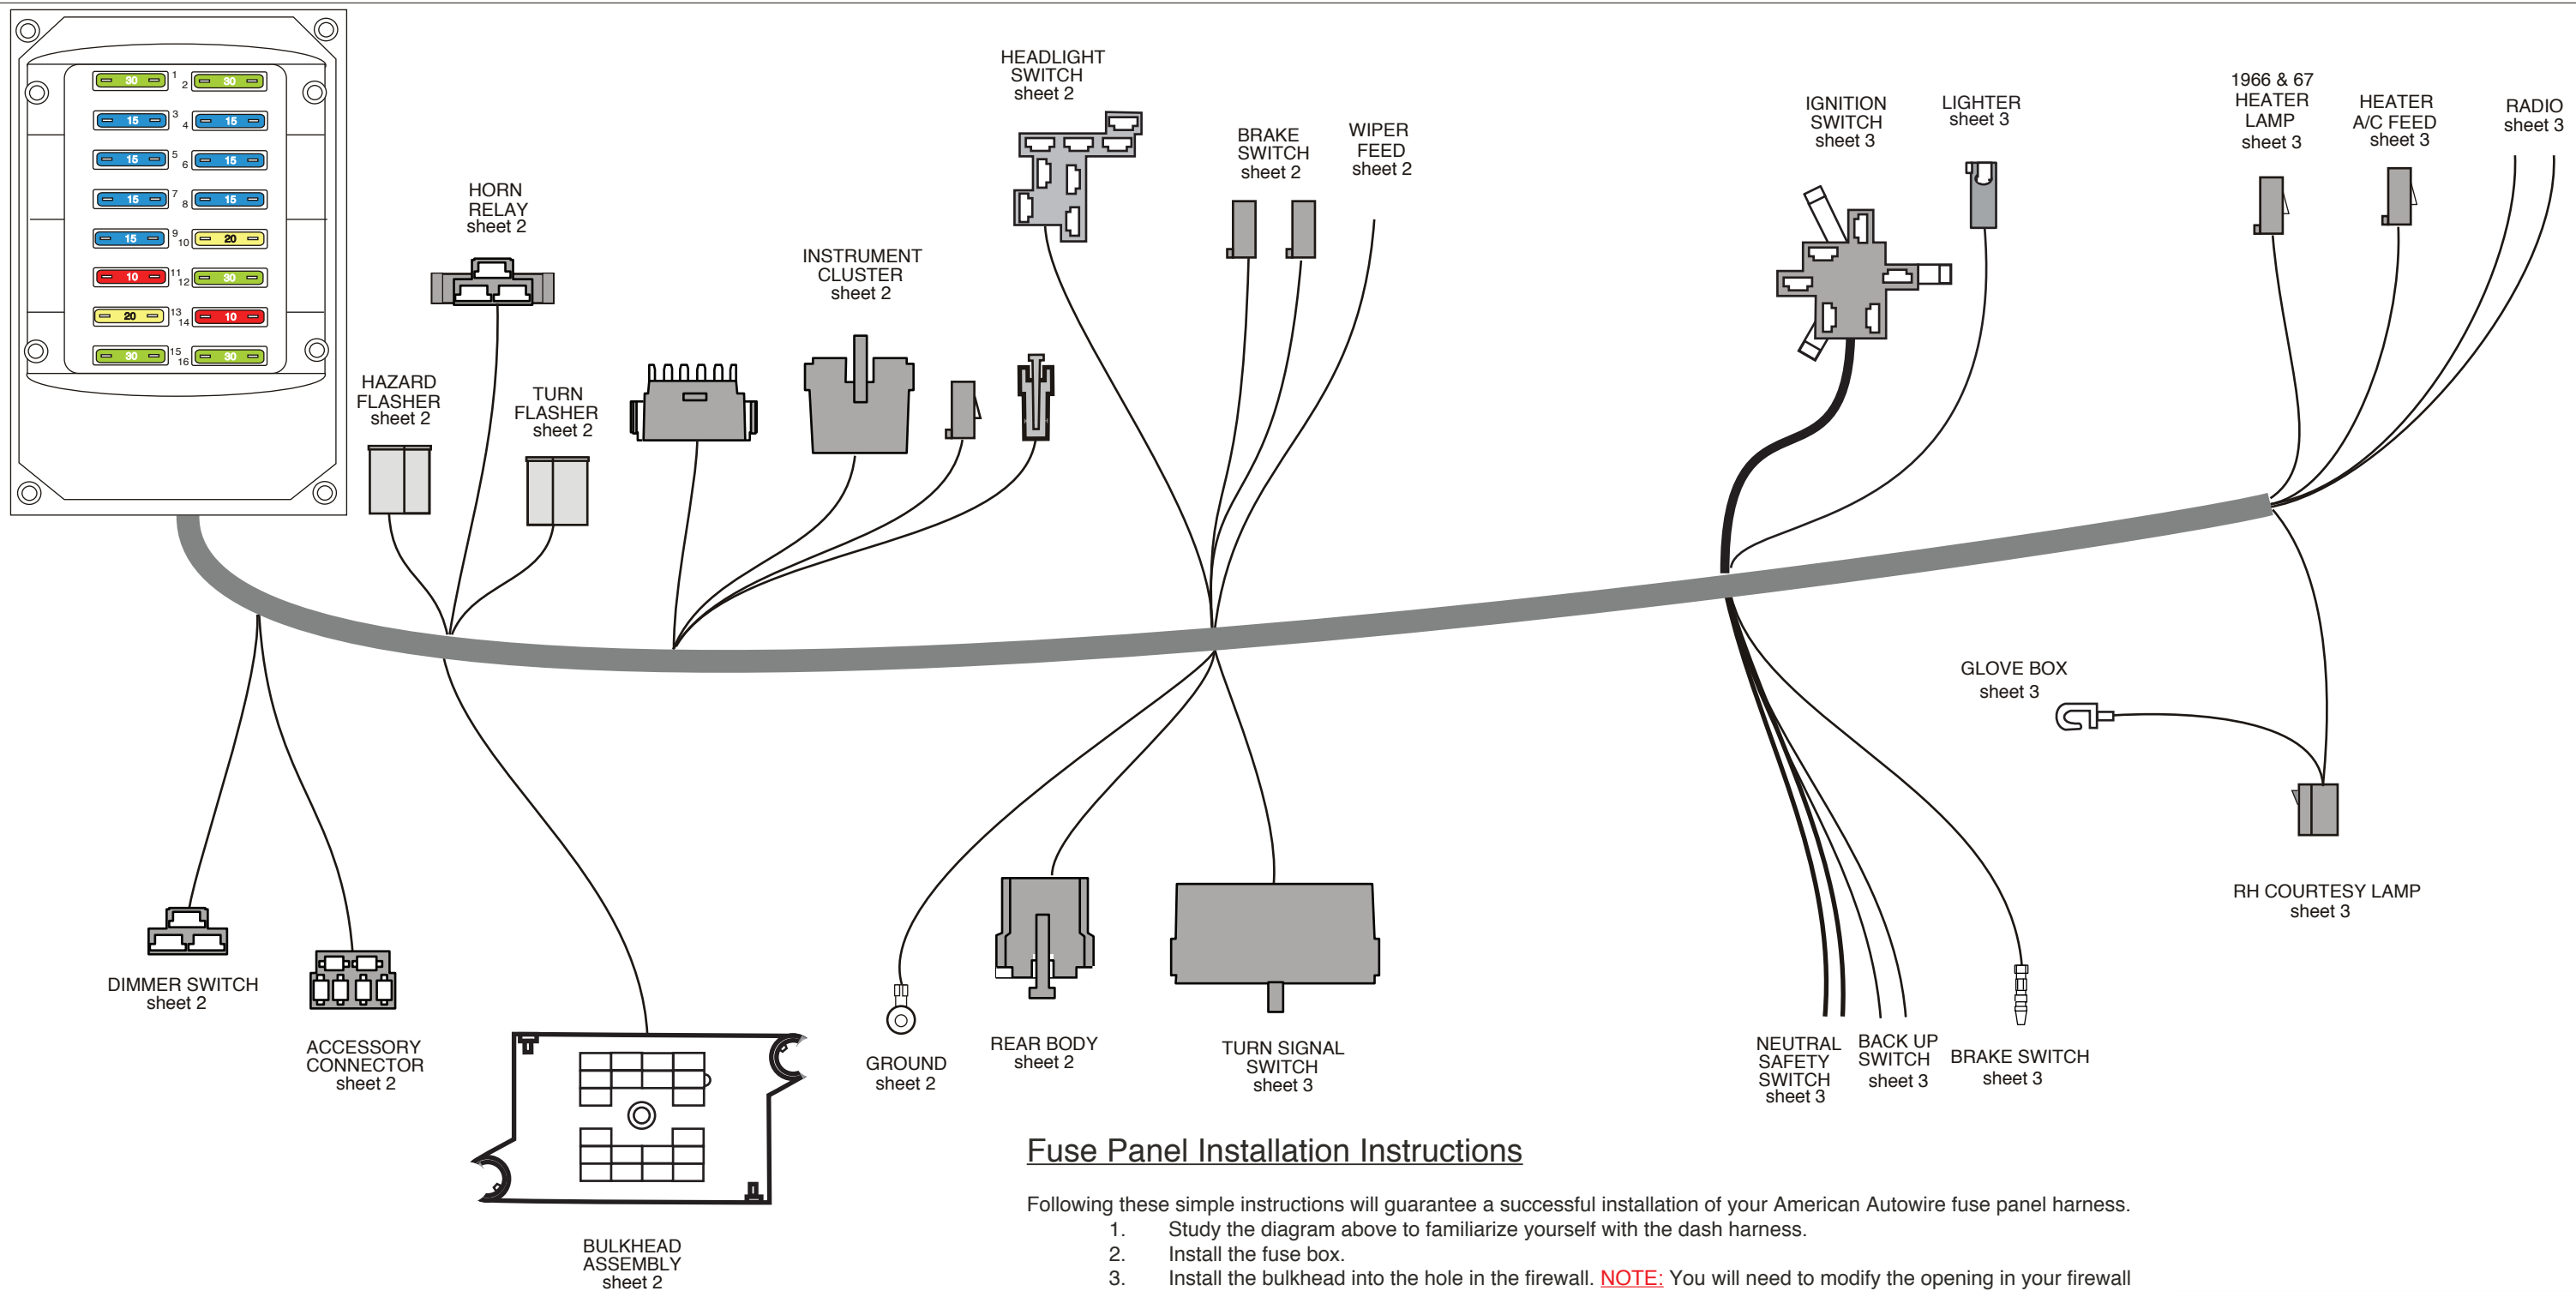 30 1 2 30
15 3 4 15
15 5 6 15
15 7 8 15
15 9 10 20
10 11 12 30
20 13 14 10
30 15 16 30
HAZARD
FLASHER
sheet 2
HORN
RELAY
sheet 2
TURN
FLASHER
sheet 2
INSTRUMENT
CLUSTER
sheet 2
HEADLIGHT
SWITCH
sheet 2
BRAKE
SWITCH
sheet 2
WIPER
FEED
sheet 2
IGNITION
SWITCH
sheet 3
LIGHTER
sheet 3
1966 & 67
HEATER
LAMP
sheet 3
HEATER
A/C FEED
sheet 3
RADIO
sheet 3
GLOVE BOX
sheet 3
RH COURTESY LAMP
sheet 3
DIMMER SWITCH
sheet 2
ACCESSORY
CONNECTOR
sheet 2
BULKHEAD
ASSEMBLY
sheet 2
GROUND
sheet 2
REAR BODY
sheet 2
TURN SIGNAL
SWITCH
sheet 3
NEUTRAL
SAFETY
SWITCH
sheet 3
BACK UP
SWITCH
sheet 3
BRAKE SWITCH
sheet 3
Fuse Panel Installation Instructions
Following these simple instructions will guarantee a successful installation of your American Autowire fuse panel harness.
1. Study the diagram above to familiarize yourself with the dash harness.
2. Install the fuse box.
3. Install the bulkhead into the hole in the firewall. NOTE: You will need to modify the opening in your firewall